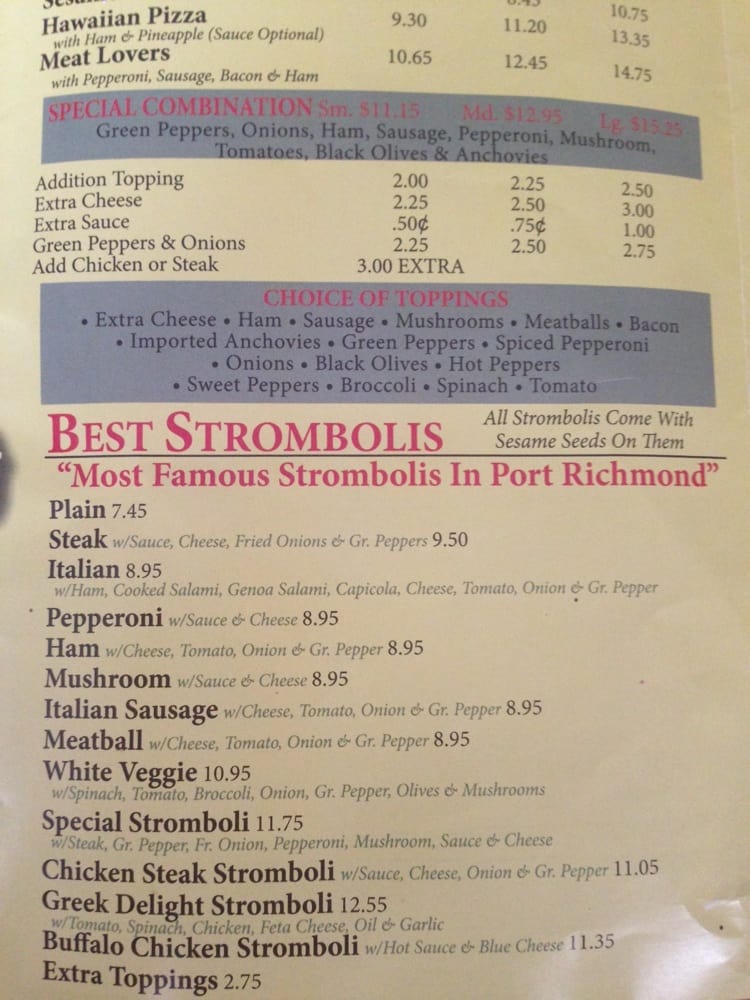 Hawaiian Pizza 9.30 11.20 13.35
with Ham & Pineapple (Sauce Optional)
Meat Lovers 10.65 12.45 14.75
with Pepperoni, Sausage, Bacon & Ham
SPECIAL COMBINATION Sm. $11.15 Md. $12.95 Lg. $15.25
Green Peppers, Onions, Ham, Sausage, Pepperoni, Mushroom,
Tomatoes, Black Olives & Anchovies
Addition Topping 2.00 2.25 2.50
Extra Cheese 2.25 2.50 3.00
Extra Sauce .50¢ .75¢ 1.00
Green Peppers & Onions 2.25 2.50 2.75
Add Chicken or Steak 3.00 EXTRA
CHOICE OF TOPPINGS
• Extra Cheese • Ham • Sausage • Mushrooms • Meatballs • Bacon
• Imported Anchovies • Green Peppers • Spiced Pepperoni
• Onions • Black Olives • Hot Peppers
• Sweet Peppers • Broccoli • Spinach • Tomato
BEST STROMBOLIS
All Strombolis Come With
Sesame Seeds On Them
“Most Famous Strombolis In Port Richmond”
Plain 7.45
Steak w/Sauce, Cheese, Fried Onions & Gr. Peppers 9.50
Italian 8.95
w/Ham, Cooked Salami, Genoa Salami, Capicola, Cheese, Tomato, Onion & Gr. Pepper
Pepperoni w/Sauce & Cheese 8.95
Ham w/Cheese, Tomato, Onion & Gr. Pepper 8.95
Mushroom w/Sauce & Cheese 8.95
Italian Sausage w/Cheese, Tomato, Onion & Gr. Pepper 8.95
Meatball w/Cheese, Tomato, Onion & Gr. Pepper 8.95
White Veggie 10.95
w/Spinach, Tomato, Broccoli, Onion, Gr. Pepper, Olives & Mushrooms
Special Stromboli 11.75
w/Steak, Gr. Pepper, Fr. Onion, Pepperoni, Mushroom, Sauce & Cheese
Chicken Steak Stromboli w/Sauce, Cheese, Onion & Gr. Pepper 11.05
Greek Delight Stromboli 12.55
w/Tomato, Spinach, Chicken, Feta Cheese, Oil & Garlic
Buffalo Chicken Stromboli w/Hot Sauce & Blue Cheese 11.35
Extra Toppings 2.75